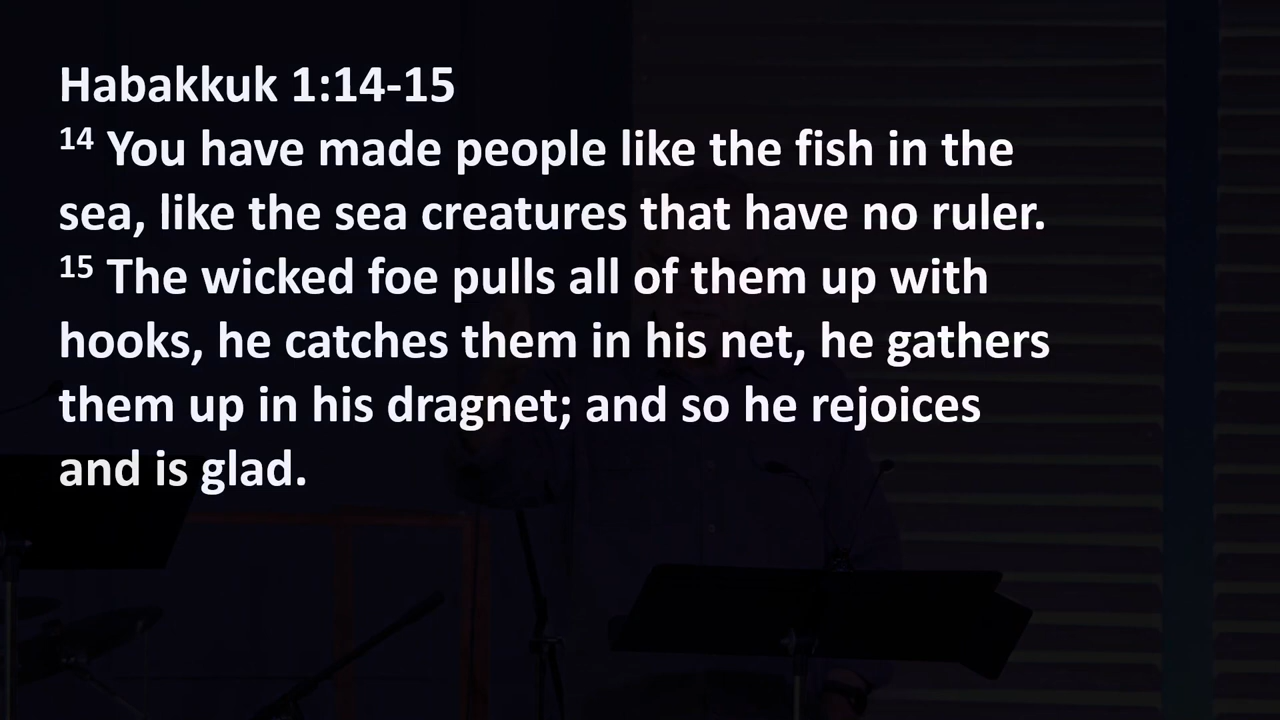 Habakkuk 1:14-15
14 You have made people like the fish in the
sea, like the sea creatures that have no ruler.
15 The wicked foe pulls all of them up with
hooks, he catches them in his net, he gathers
them up in his dragnet; and so he rejoices
and is glad.